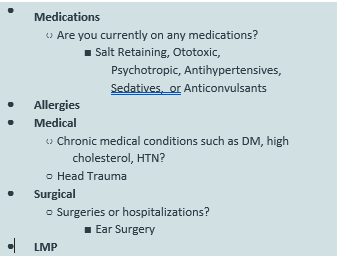 Medications
Are you currently on any medications?
Salt Retaining, Ototoxic,
Psychotropic, Antihypertensives,
Sedatives, or Anticonvulsants
Allergies
Medical
Chronic medical conditions such as DM, high
cholesterol, HTN?
Head Trauma
Surgical
Surgeries or hospitalizations?
Ear Surgery
LMP